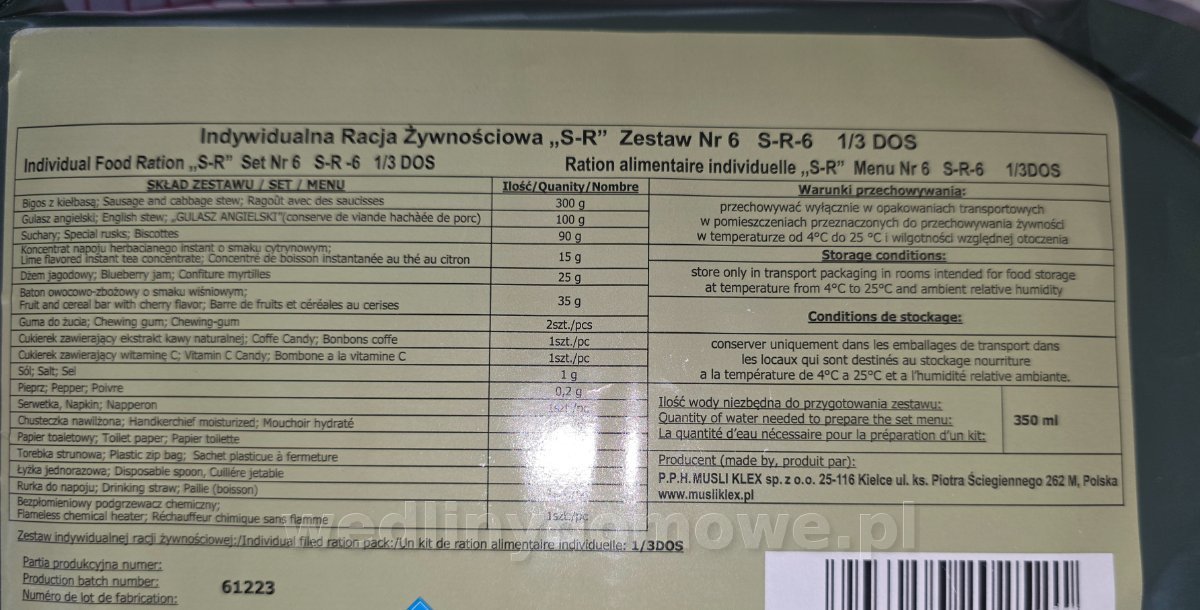 Indywidualna Racja Żywnościowa „S-R” Zestaw Nr 6 S-R-6 1/3 DOS
Individual Food Ration „S-R” Set Nr 6 S-R -6 1/3 DOS
Ration alimentaire individuelle „S-R” Menu Nr 6 S-R-6 1/3DOS
SKŁAD ZESTAWU / SET / MENU Ilość/Quanity/Nombre
Bigos z kiełbasą; Sausage and cabbage stew; Ragoût avec des saucisses 300 g
Gulasz angielski; English stew; „GULASZ ANGIELSKI”(conserve de viande hachàée de porc) 100 g
Suchary; Special rusks; Biscottes 90 g
Koncentrat napoju herbacianego instant o smaku cytrynowym;
Lime flavored instant tea concentrate; Concentré de boisson instantanée au thé au citron 15 g
Dżem jagodowy; Blueberry jam; Confiture myrtilles 25 g
Baton owocowo-zbożowy o smaku wiśniowym;
Fruit and cereal bar with cherry flavor; Barre de fruits et céréales au cerises 35 g
Guma do żucia; Chewing gum; Chewing-gum 2szt./pcs
Cukierek zawierający ekstrakt kawy naturalnej; Coffe Candy; Bonbons coffe 1szt./pc
Cukierek zawierający witaminę C; Vitamin C Candy; Bombone a la vitamine C 1szt./pc
Sól; Salt; Sel 1 g
Pieprz; Pepper; Poivre 0,2 g
Serwetka, Napkin; Napperon 1szt./pc
Chusteczka nawilżona; Handkerchief moisturized; Mouchoir hydraté
Papier toaletowy; Toilet paper; Papier toilette
Torebka strunowa; Plastic zip bag; Sachet plasticue à fermeture
Łyżka jednorazowa; Disposable spoon, Cuillére jetable
Rurka do napoju; Drinking straw; Paille (boisson)
Bezpłomieniowy podgrzewacz chemiczny;
Flameless chemical heater; Réchauffeur chimique sans flamme 1szt./pc
Zestaw indywidualnej racji żywnościowej:/Individual filed ration pack:/Un kit de ration alimentaire individuelle: 1/3DOS
Partia produkcyjna numer:
Production batch number:
Numéro de lot de fabrication:
61223
Warunki przechowywania:
przechowywać wyłącznie w opakowaniach transportowych
w pomieszczeniach przeznaczonych do przechowywania żywności
w temperaturze od 4°C do 25 °C i wilgotności względnej otoczenia
Storage conditions:
store only in transport packaging in rooms intended for food storage
at temperature from 4°C to 25°C and ambient relative humidity
Conditions de stockage:
conserver uniquement dans les emballages de transport dans
les locaux qui sont destinés au stockage nourriture
a la température de 4°C a 25°C et a l'humidité relative ambiante.
Ilość wody niezbędna do przygotowania zestawu:
Quantity of water needed to prepare the set menu:
La quantité d'eau nécessaire pour la préparation d'un kit:
350 ml
Producent (made by, produit par):
P.P.H. MUSLI KLEX sp. z o.o. 25-116 Kielce ul. ks. Piotra Ściegiennego 262 M, Polska
www.musliklex.pl
wedlinydomowe.pl